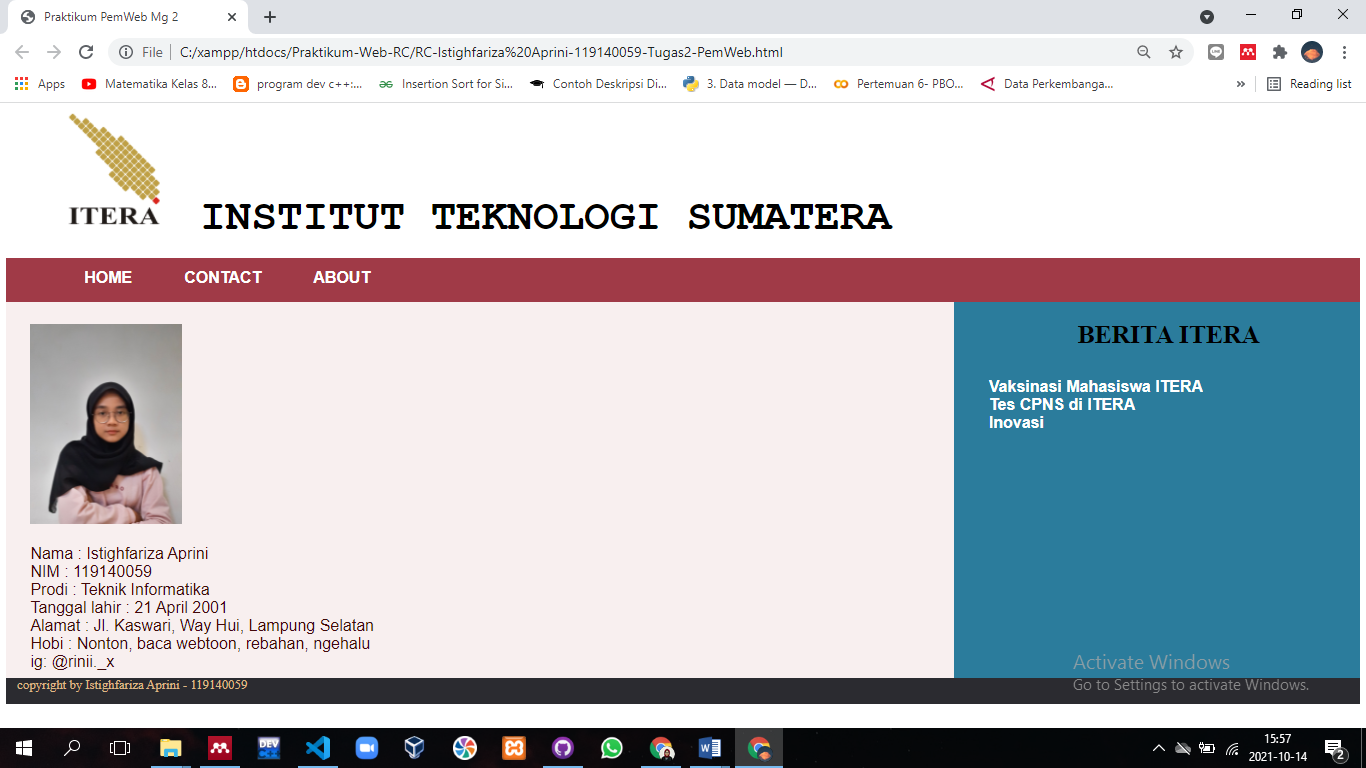 Praktikum PemWeb Mg 2
File
C:/xampp/htdocs/Praktikum-Web-RC/RC-Istighfariza%20Aprini-119140059-Tugas2-PemWeb.html
Apps
Matematika Kelas 8...
program dev c++:...
Insertion Sort for Si...
Contoh Deskripsi Di...
3. Data model — D...
Pertemuan 6- PBO...
Data Perkembanga...
»
Reading list
ITERA
INSTITUT TEKNOLOGI SUMATERA
HOME CONTACT ABOUT
BERITA ITERA
Vaksinasi Mahasiswa ITERA
Tes CPNS di ITERA
Inovasi
Nama : Istighfariza Aprini
NIM : 119140059
Prodi : Teknik Informatika
Tanggal lahir : 21 April 2001
Alamat : Jl. Kaswari, Way Hui, Lampung Selatan
Hobi : Nonton, baca webtoon, rebahan, ngehalu
ig: @rinii._x
Activate Windows
Go to Settings to activate Windows.
copyright by Istighfariza Aprini - 119140059
DEV
15:57
2021-10-14
2